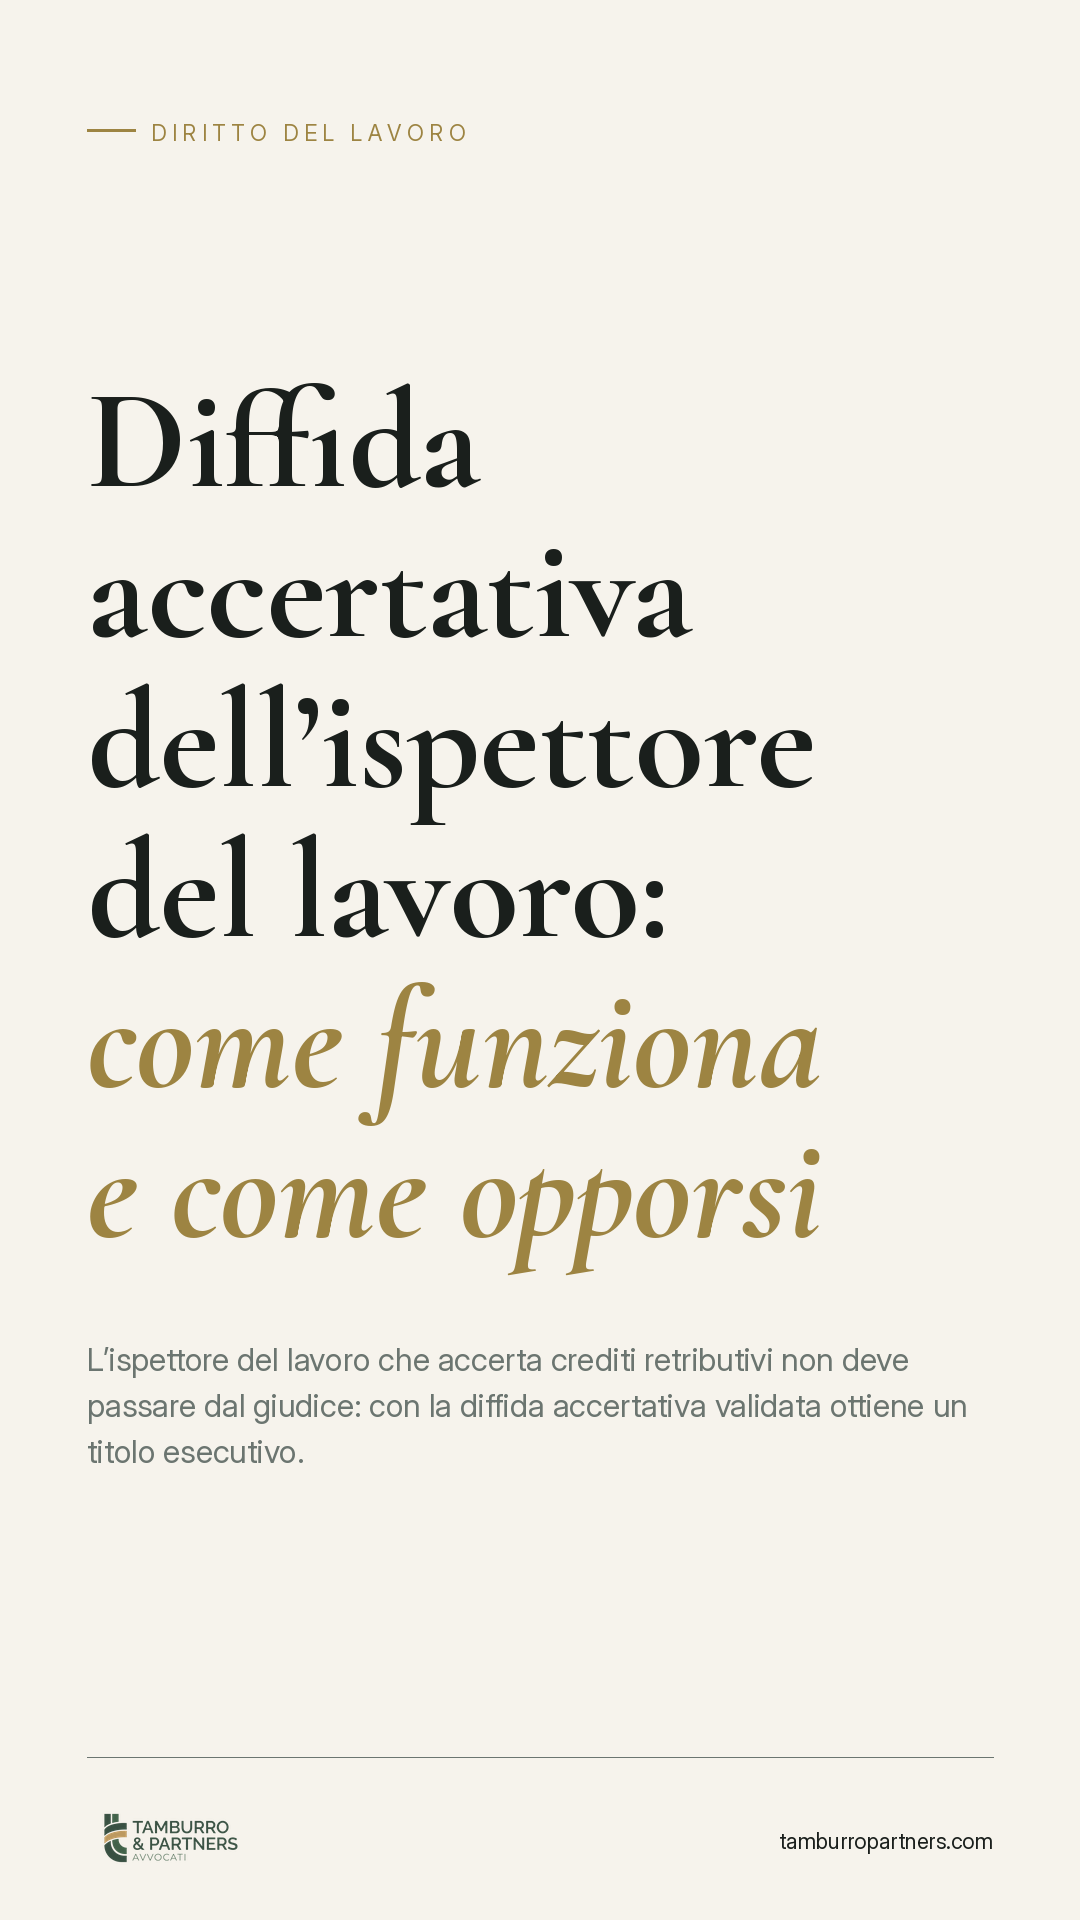 DIRITTO DEL LAVORO
Diffida
accertativa
dell’ispettore
del lavoro:
come funziona
e come opporsi
L’ispettore del lavoro che accerta crediti retributivi non deve
passare dal giudice: con la diffida accertativa validata ottiene un
titolo esecutivo.
TAMBURRO
& PARTNERS
AVVOCATI
tamburropartners.com